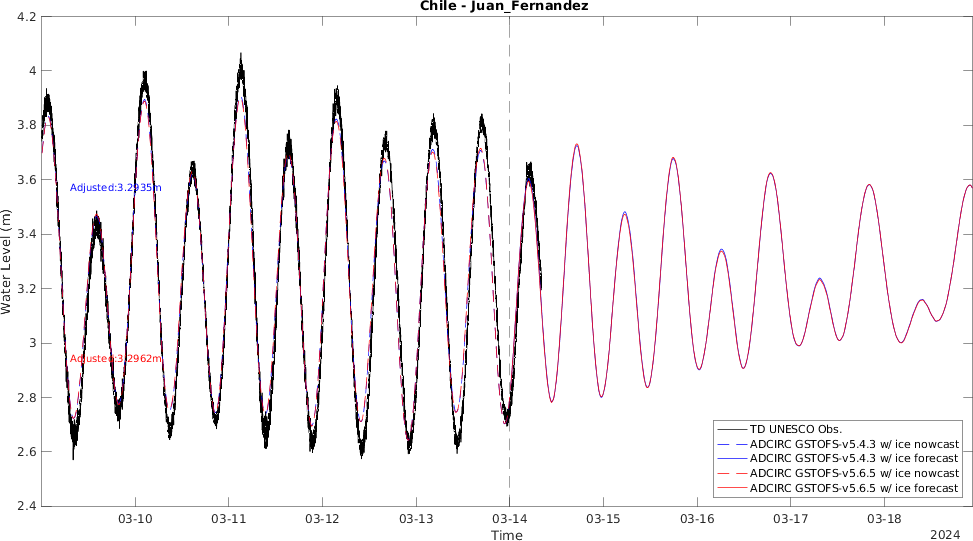 Chile - Juan_Fernandez
4.2
4
3.8
3.6
3.4
3.2
3
2.8
2.6
2.4
Water Level (m)
Adjusted:3.2935m
Adjusted:3.2962m
TD UNESCO Obs.
ADCIRC GSTOFS-v5.4.3 w/ ice nowcast
ADCIRC GSTOFS-v5.4.3 w/ ice forecast
ADCIRC GSTOFS-v5.6.5 w/ ice nowcast
ADCIRC GSTOFS-v5.6.5 w/ ice forecast
03-10 03-11 03-12 03-13 03-14 03-15 03-16 03-17 03-18
Time
2024